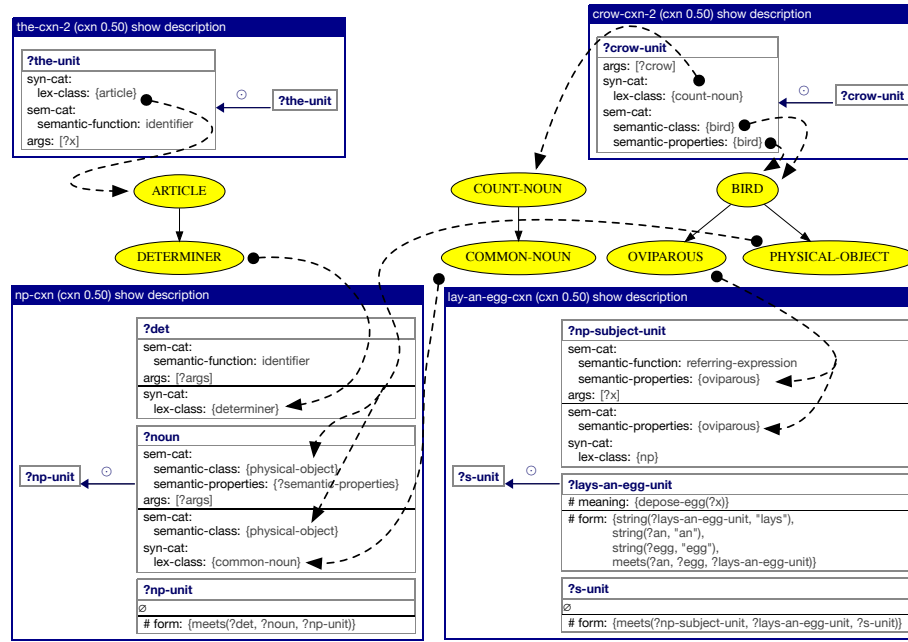 the-cxn-2 (cxn 0.50) show description
?the-unit
syn-cat:
lex-class: {article}
sem-cat:
semantic-function: identifier
args: [?x]
⊙
?the-unit
crow-cxn-2 (cxn 0.50) show description
?crow-unit
args: [?crow]
syn-cat:
lex-class: {count-noun}
sem-cat:
semantic-class: {bird}
semantic-properties: {bird}
⊙
?crow-unit
ARTICLE
COUNT-NOUN
BIRD
DETERMINER
COMMON-NOUN
OVIPAROUS
PHYSICAL-OBJECT
np-cxn (cxn 0.50) show description
?det
sem-cat:
semantic-function: identifier
args: [?args]
syn-cat:
lex-class: {determiner}
?noun
sem-cat:
semantic-class: {physical-object}
semantic-properties: {?semantic-properties}
args: [?args]
sem-cat:
semantic-class: {physical-object}
syn-cat:
lex-class: {common-noun}
?np-unit
⊙
?np-unit
∅
# form: {meets(?det, ?noun, ?np-unit)}
lay-an-egg-cxn (cxn 0.50) show description
?np-subject-unit
sem-cat:
semantic-function: referring-expression
semantic-properties: {oviparous}
args: [?x]
sem-cat:
semantic-properties: {oviparous}
syn-cat:
lex-class: {np}
?s-unit
⊙
?lays-an-egg-unit
# meaning: {depose-egg(?x)}
# form: {string(?lays-an-egg-unit, "lays"),
string(?an, "an"),
string(?egg, "egg"),
meets(?an, ?egg, ?lays-an-egg-unit)}
?s-unit
∅
# form: {meets(?np-subject-unit, ?lays-an-egg-unit, ?s-unit)}